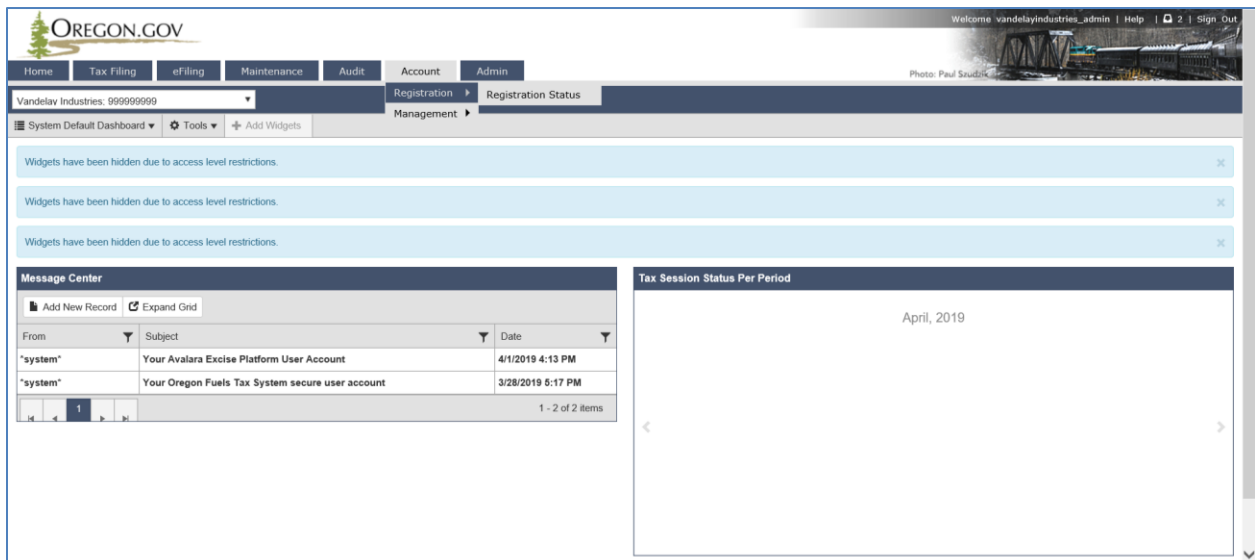 OREGON.GOV
Welcome vandelayindustries_admin | Help | 2 | Sign Out
Photo: Paul Szudzik
Home Tax Filing eFiling Maintenance Audit Account Admin
Vandelay Industries: 999999999
Registration Registration Status
Management
System Default Dashboard Tools Add Widgets
Widgets have been hidden due to access level restrictions.
Widgets have been hidden due to access level restrictions.
Widgets have been hidden due to access level restrictions.
Message Center
Add New Record Expand Grid
From Subject Date
*system* Your Avalara Excise Platform User Account 4/1/2019 4:13 PM
*system* Your Oregon Fuels Tax System secure user account 3/28/2019 5:17 PM
1 1 - 2 of 2 items
Tax Session Status Per Period
April, 2019